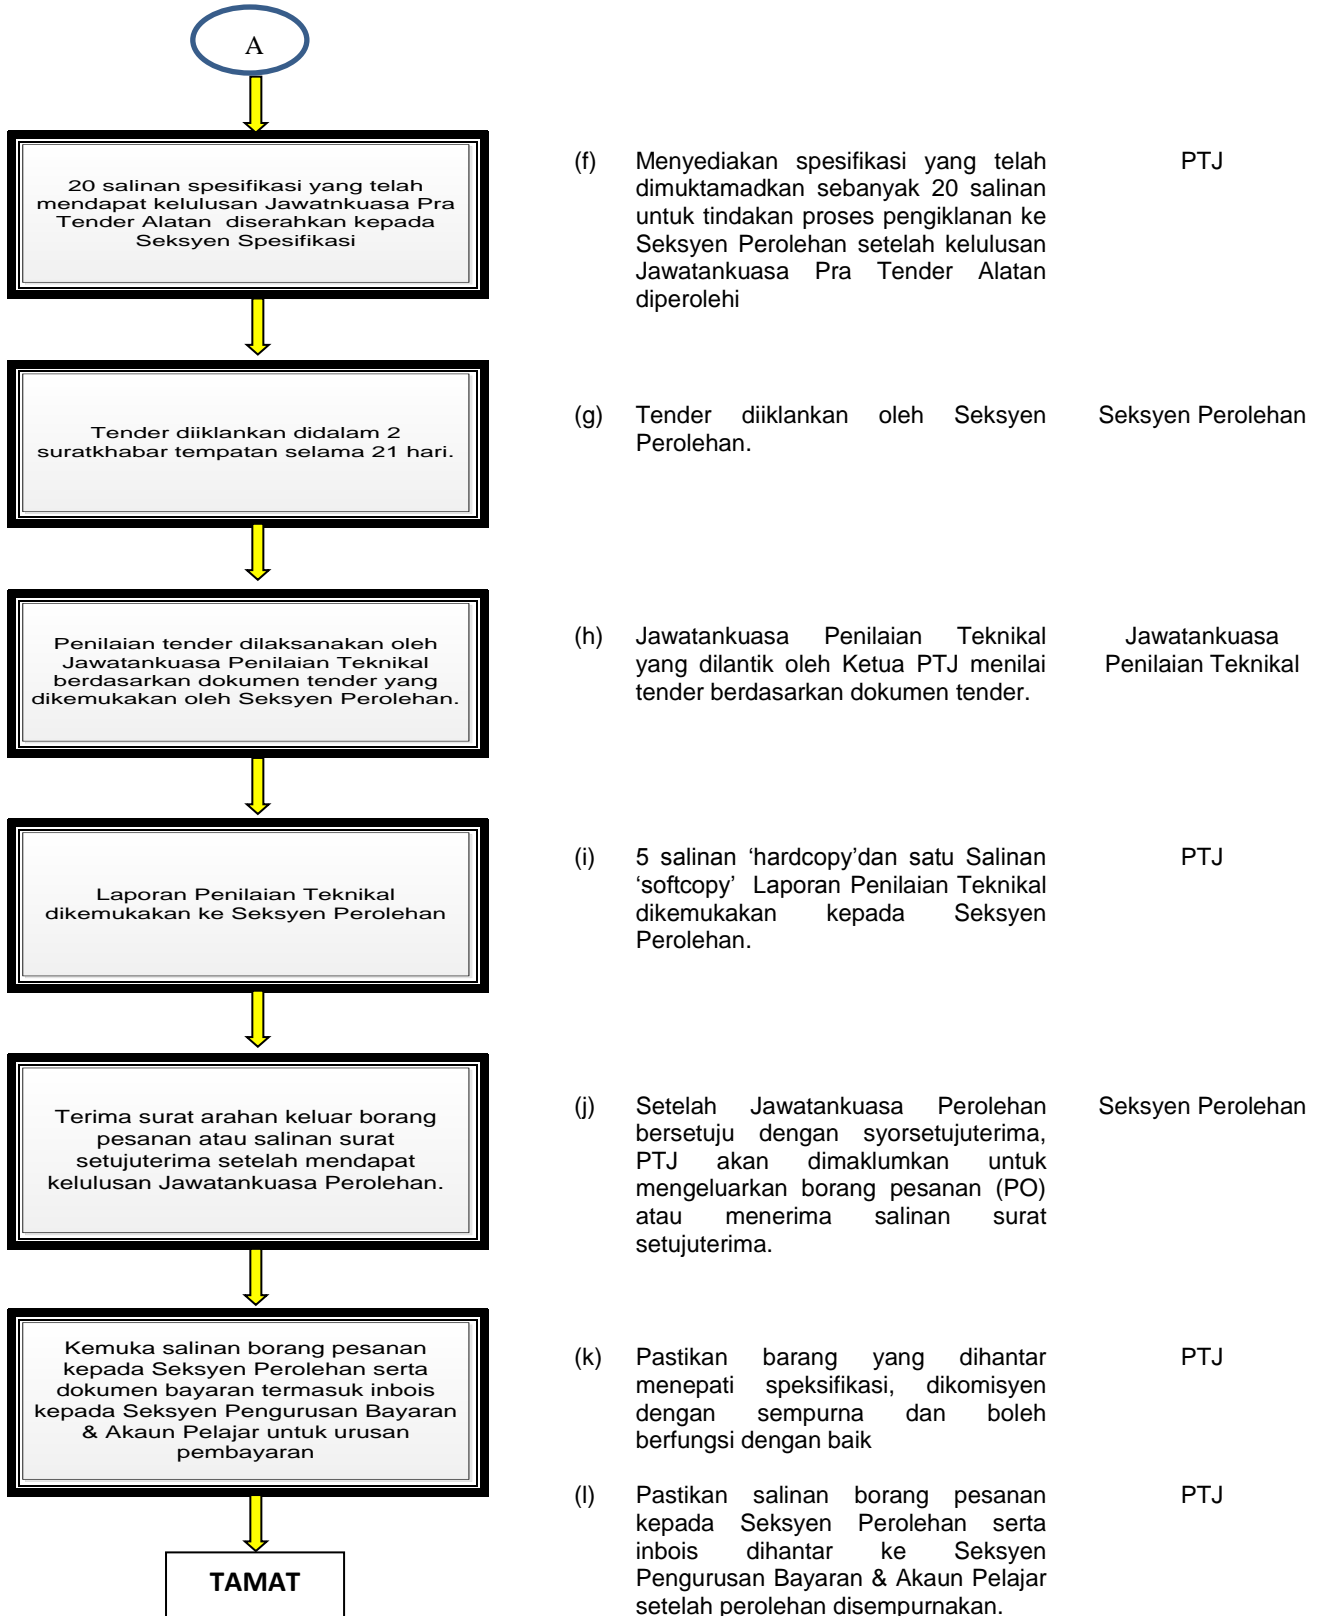 A
20 salinan spesifikasi yang telah
mendapat kelulusan Jawatnkuasa Pra
Tender Alatan diserahkan kepada
Seksyen Spesifikasi
(f) Menyediakan spesifikasi yang telah PTJ
dimuktamadkan sebanyak 20 salinan
untuk tindakan proses pengiklanan ke
Seksyen Perolehan setelah kelulusan
Jawatankuasa Pra Tender Alatan
diperolehi
Tender diiklankan didalam 2
suratkhabar tempatan selama 21 hari.
(g) Tender diiklankan oleh Seksyen Seksyen Perolehan
Perolehan.
Penilaian tender dilaksanakan oleh
Jawatankuasa Penilaian Teknikal
berdasarkan dokumen tender yang
dikemukakan oleh Seksyen Perolehan.
(h) Jawatankuasa Penilaian Teknikal Jawatankuasa
yang dilantik oleh Ketua PTJ menilai Penilaian Teknikal
tender berdasarkan dokumen tender.
Laporan Penilaian Teknikal
dikemukakan ke Seksyen Perolehan
(i) 5 salinan ‘hardcopy’dan satu Salinan PTJ
‘softcopy’ Laporan Penilaian Teknikal
dikemukakan kepada Seksyen
Perolehan.
Terima surat arahan keluar borang
pesanan atau salinan surat
setujuterima setelah mendapat
kelulusan Jawatankuasa Perolehan.
(j) Setelah Jawatankuasa Perolehan Seksyen Perolehan
bersetuju dengan syorsetujuterima,
PTJ akan dimaklumkan untuk
mengeluarkan borang pesanan (PO)
atau menerima salinan surat
setujuterima.
Kemuka salinan borang pesanan
kepada Seksyen Perolehan serta
dokumen bayaran termasuk inbois
kepada Seksyen Pengurusan Bayaran
& Akaun Pelajar untuk urusan
pembayaran
(k) Pastikan barang yang dihantar PTJ
menepati speksifikasi, dikomisyen
dengan sempurna dan boleh
berfungsi dengan baik
(l) Pastikan salinan borang pesanan PTJ
kepada Seksyen Perolehan serta
inbois dihantar ke Seksyen
Pengurusan Bayaran & Akaun Pelajar
setelah perolehan disempurnakan.
TAMAT